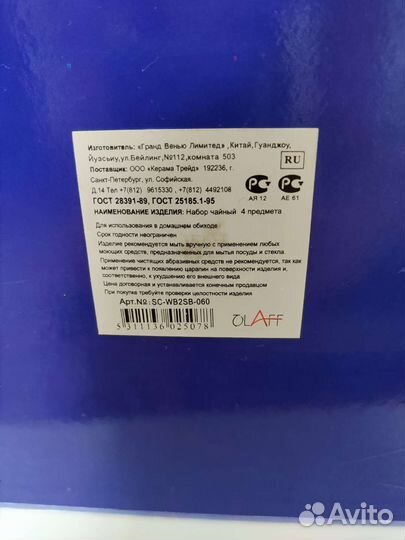 Изготовитель: «Гранд Венью Лимитед» ,Китай,Гуанджоу,
Йуэсьиу,ул.Бейлинг,№112,комната 503
Поставщик: ООО «Керама Трейд» 192236, г.
Санкт-Петербург, ул. Софийская,
Д.14 Тел +7(812) 9615330 , +7(812) 4492108
ГОСТ 28391-89, ГОСТ 25185.1-95
НАИМЕНОВАНИЕ ИЗДЕЛИЯ: Набор чайный 4 предмета
RU
АЯ 12
АЕ 61
Для использования в домашнем обиходе
Срок годности неограничен
Изделие рекомендуется мыть вручную с применением любых
моющих средств, предназначенных для мытья посуды и стекла.
Применение чистящих абразивных средств не рекомендуется, так как
может привести к появлению царапин на поверхности изделия и
ухудшению его внешнего вида.
Цена договорная и устанавливается конечным продавцом
При покупке требуйте проверки целостности изделия
Арт.№: SC-WB2SB-060
5 311136 025078
OLAFF
Avito